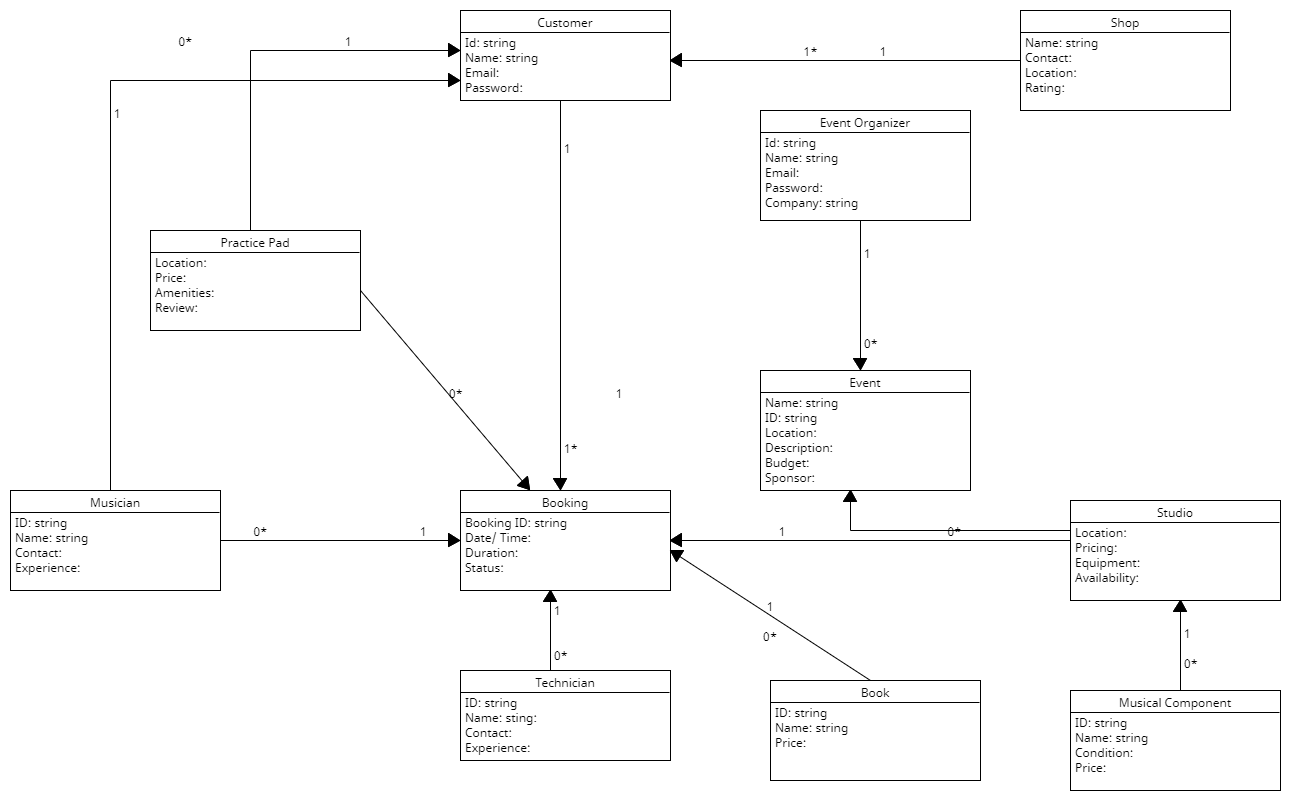 Customer
Id: string
Name: string
Email:
Password:
Shop
Name: string
Contact:
Location:
Rating:
0*
1
1*
1
1
Event Organizer
Id: string
Name: string
Email:
Password:
Company: string
1
1
0*
Practice Pad
Location:
Price:
Amenities:
Review:
0*
1
1*
Event
Name: string
ID: string
Location:
Description:
Budget:
Sponsor:
Musician
ID: string
Name: string
Contact:
Experience:
0*
1
Booking
Booking ID: string
Date/ Time:
Duration:
Status:
1
0*
Studio
Location:
Pricing:
Equipment:
Availability:
1
0*
1
0*
1
0*
Technician
ID: string
Name: sting:
Contact:
Experience:
Book
ID: string
Name: string
Price:
Musical Component
ID: string
Name: string
Condition:
Price: